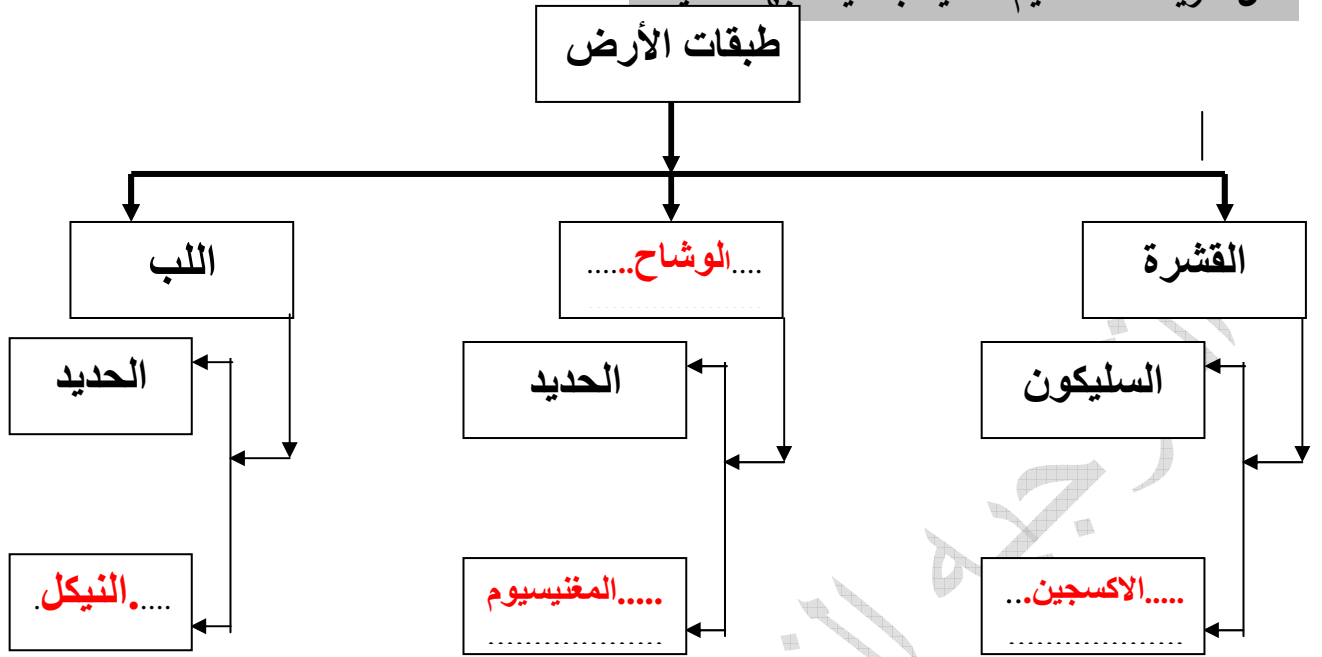 طبقات الأرض
القشرة
....الوشاح.....
اللب
السليكون
الحديد
الحديد
.....الاكسجين...
.....المغنيسيوم
.....النيكل.